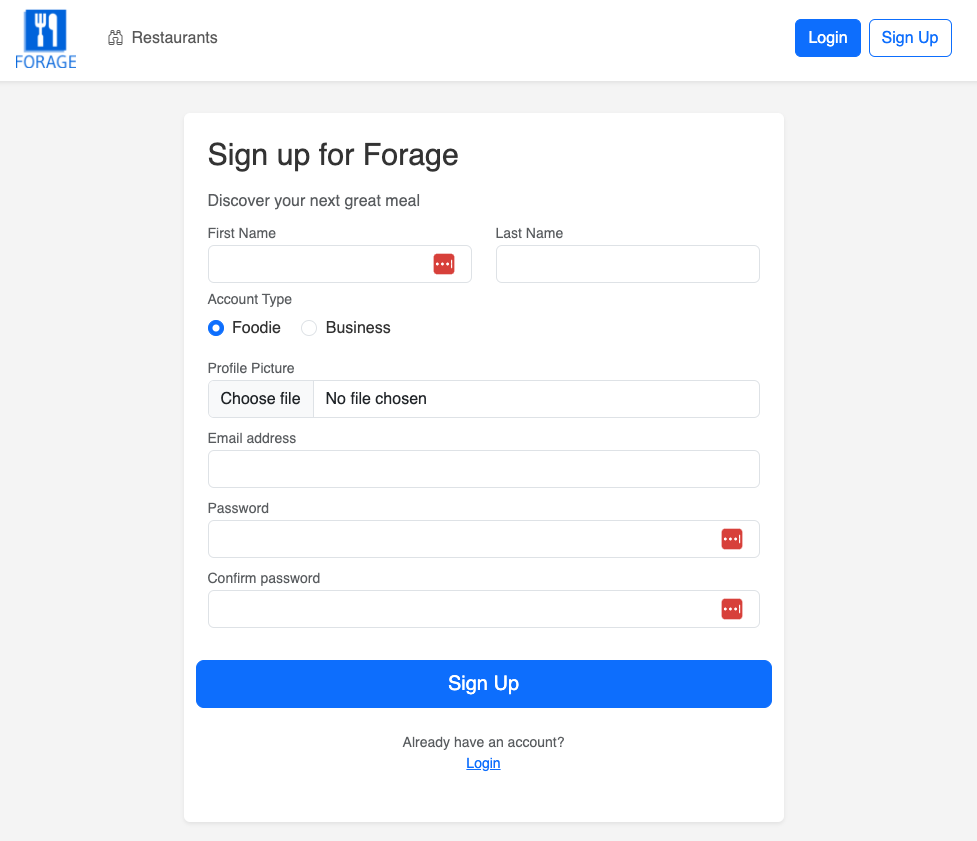 Restaurants
Login
Sign Up
FORAGE
Sign up for Forage
Discover your next great meal
First Name
Last Name
Account Type
Foodie
Business
Profile Picture
Choose file
No file chosen
Email address
Password
Confirm password
Sign Up
Already have an account?
Login